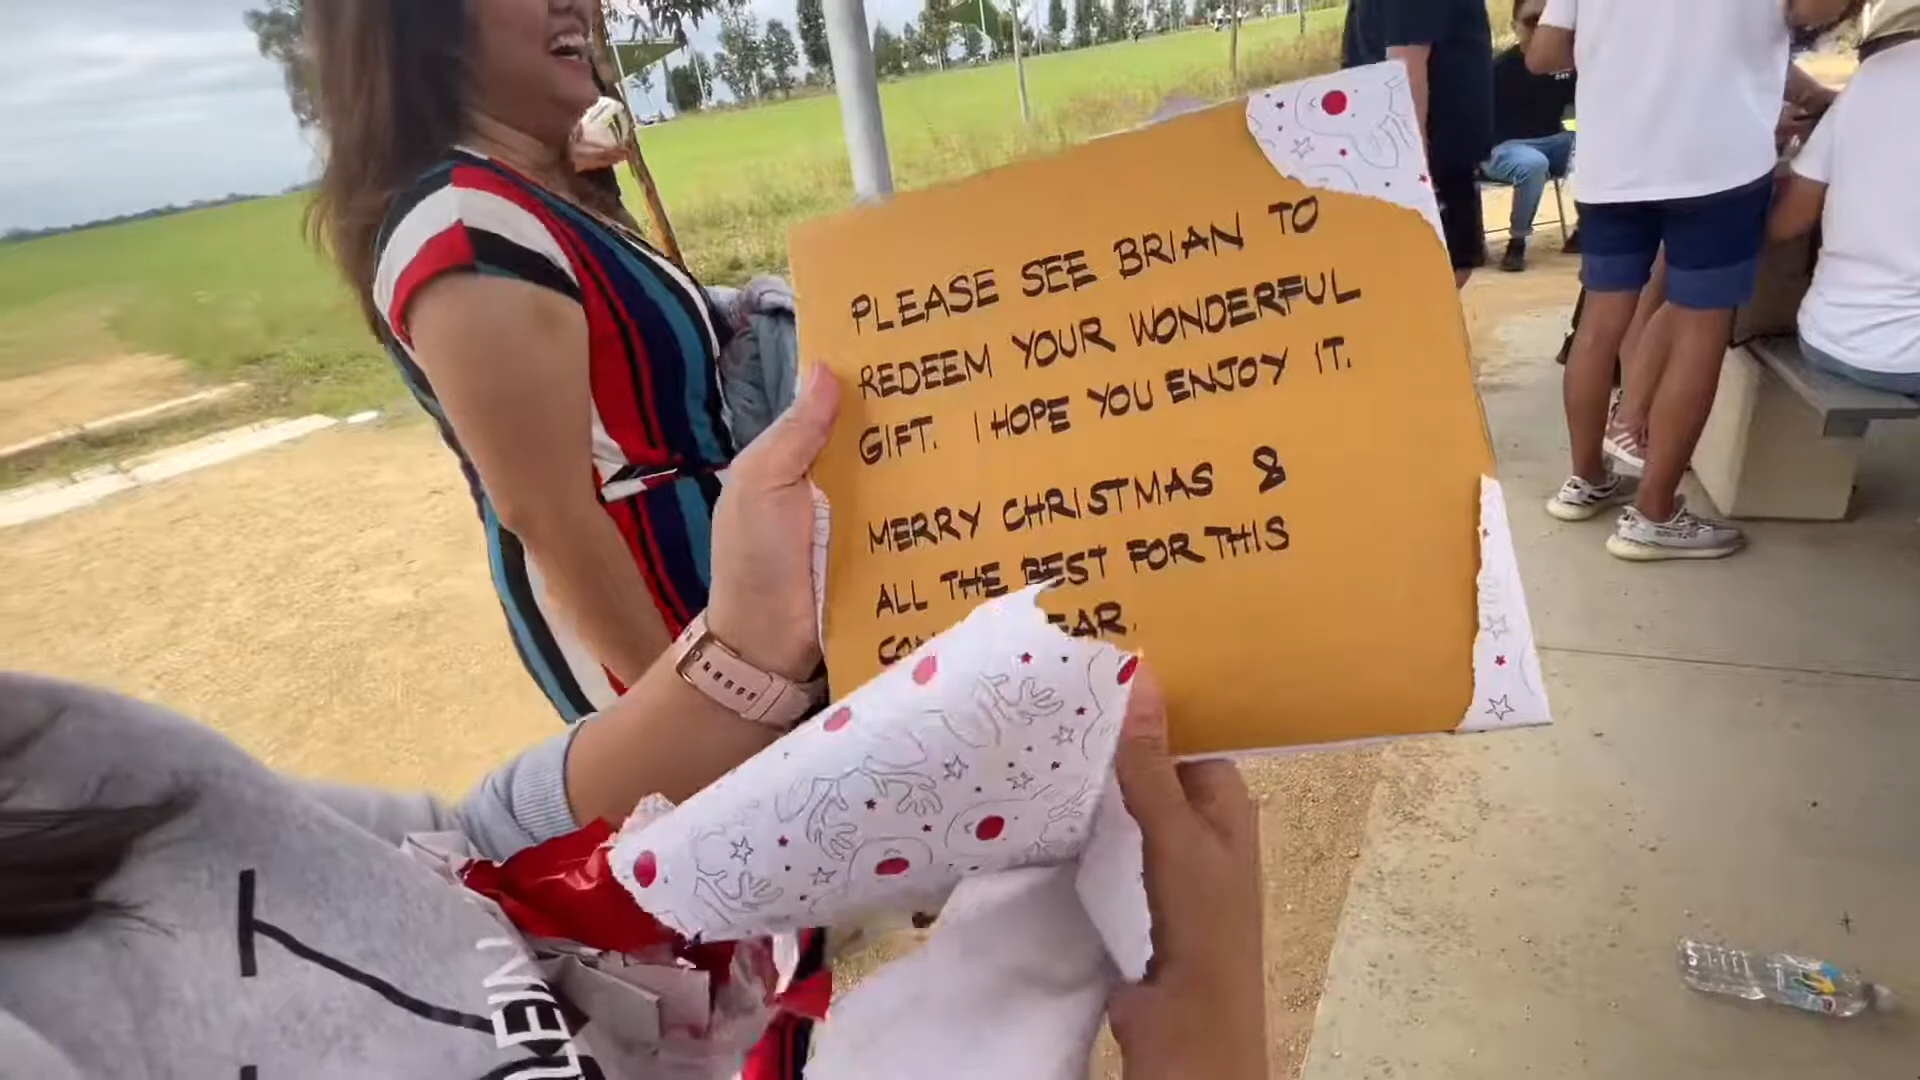 PLEASE SEE BRIAN TO
REDEEM YOUR WONDERFUL
GIFT. I HOPE YOU ENJOY IT.
MERRY CHRISTMAS &
ALL THE BEST FOR THIS